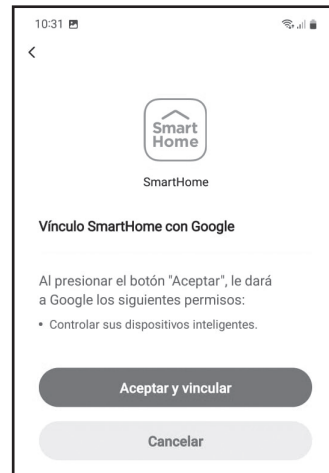 10:31
Smart
Home
SmartHome
Vínculo SmartHome con Google
Al presionar el botón "Aceptar", le dará
a Google los siguientes permisos:
• Controlar sus dispositivos inteligentes.
Aceptar y vincular
Cancelar